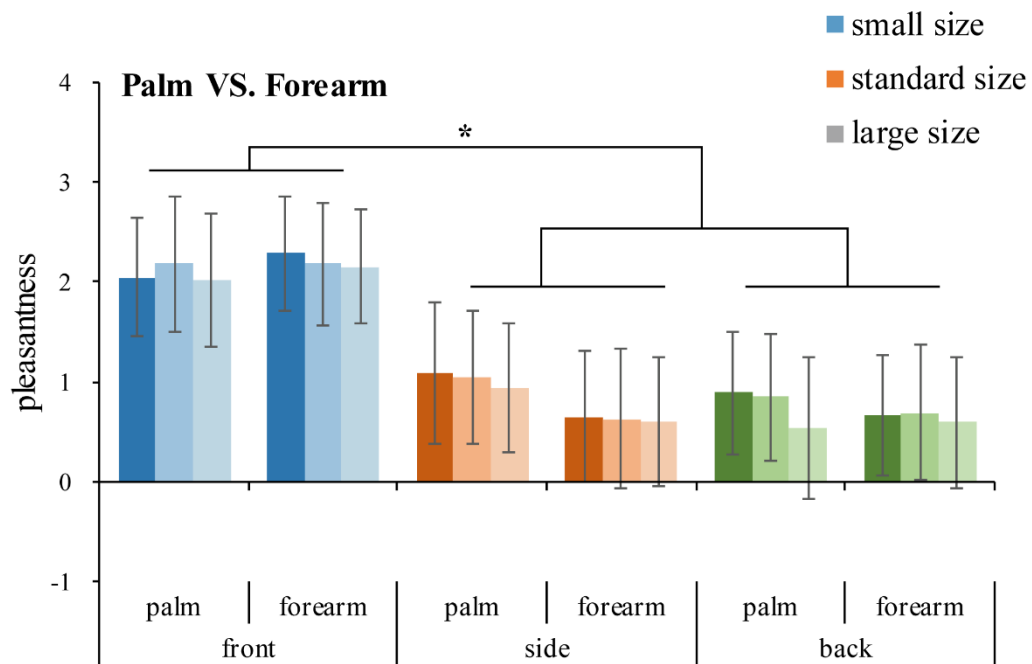 small size
standard size
large size
Palm VS. Forearm
*
4
3
2
1
0
-1
pleasantness
palm forearm palm forearm palm forearm
front side back